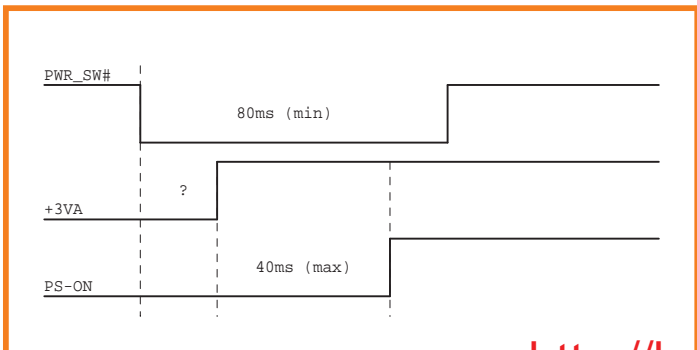 PWR_SW#
80ms (min)
?
+3VA
40ms (max)
PS-ON